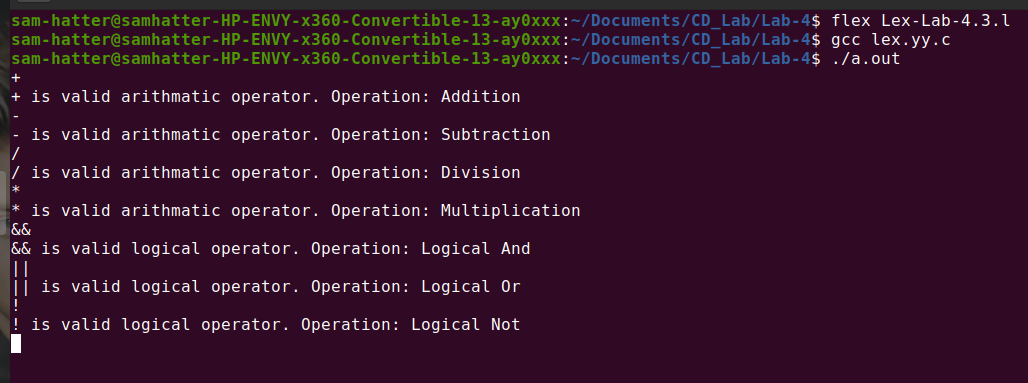 sam-hatter@samhatter-HP-ENVY-x360-Convertible-13-ay0xxx:~/Documents/CD_Lab/Lab-4$ flex Lex-Lab-4.3.l
sam-hatter@samhatter-HP-ENVY-x360-Convertible-13-ay0xxx:~/Documents/CD_Lab/Lab-4$ gcc lex.yy.c
sam-hatter@samhatter-HP-ENVY-x360-Convertible-13-ay0xxx:~/Documents/CD_Lab/Lab-4$ ./a.out
+
+ is valid arithmatic operator. Operation: Addition
-
- is valid arithmatic operator. Operation: Subtraction
/
/ is valid arithmatic operator. Operation: Division
*
* is valid arithmatic operator. Operation: Multiplication
&&
&& is valid logical operator. Operation: Logical And
||
|| is valid logical operator. Operation: Logical Or
!
! is valid logical operator. Operation: Logical Not